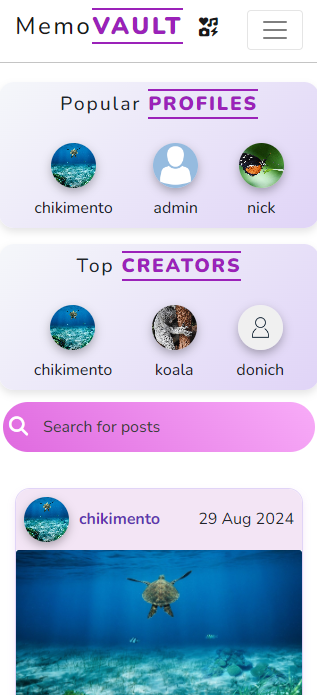 MemoVAULT
Popular PROFILES
chikimento admin nick
Top CREATORS
chikimento koala donich
Search for posts
chikimento 29 Aug 2024